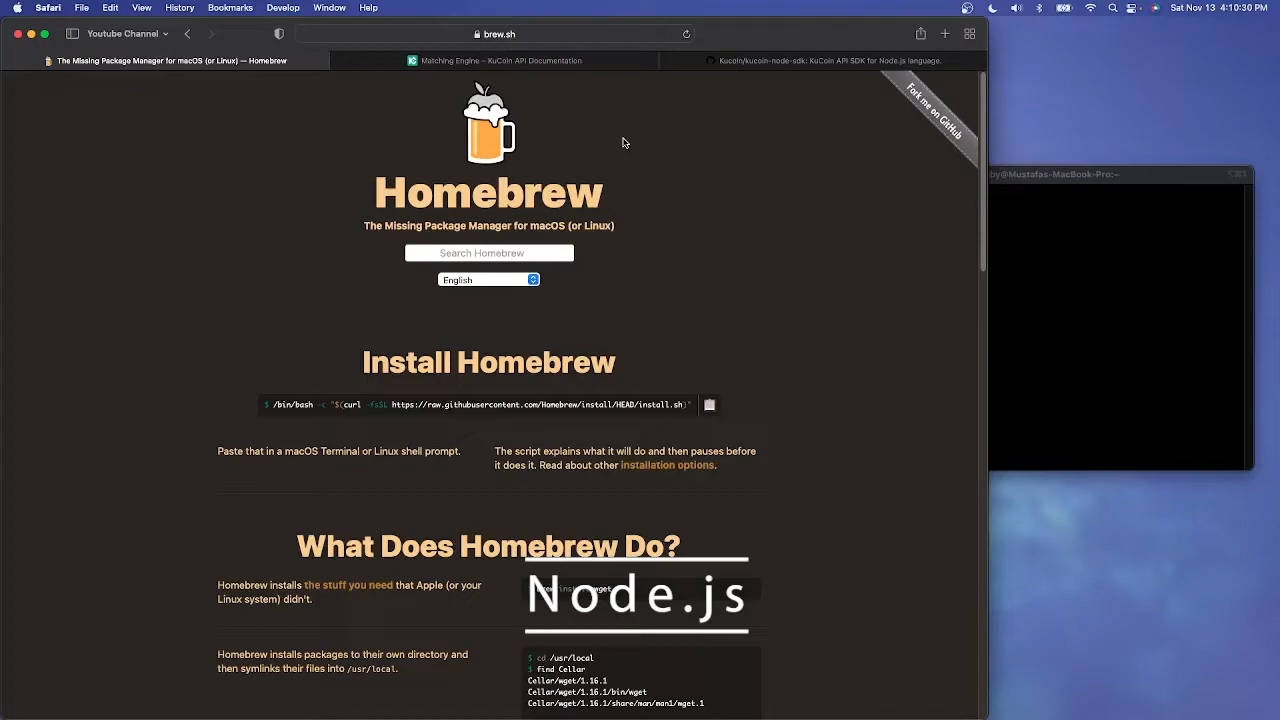 Safari File Edit View History Bookmarks Develop Window Help Sat Nov 13 4:10:30 PM
Youtube Channel brew.sh
The Missing Package Manager for macOS (or Linux) — Homebrew
Matching Engine – KuCoin API Documentation
Kucoin/kucoin-node-sdk: KuCoin API SDK for Node.js language.
Fork me on GitHub
by@Mustafas-MacBook-Pro:~
⌥⌘1
Homebrew
The Missing Package Manager for macOS (or Linux)
Search Homebrew
English
Install Homebrew
$ /bin/bash -c "$(curl -fsSL https://raw.githubusercontent.com/Homebrew/install/HEAD/install.sh)"
Paste that in a macOS Terminal or Linux shell prompt.
The script explains what it will do and then pauses before
it does it. Read about other installation options.
What Does Homebrew Do?
Homebrew installs the stuff you need that Apple (or your
Linux system) didn't.
wget
Node.js
Homebrew installs packages to their own directory and
then symlinks their files into /usr/local.
$ cd /usr/local
$ find Cellar
Cellar/wget/1.16.1
Cellar/wget/1.16.1/bin/wget
Cellar/wget/1.16.1/share/man/man1/wget.1